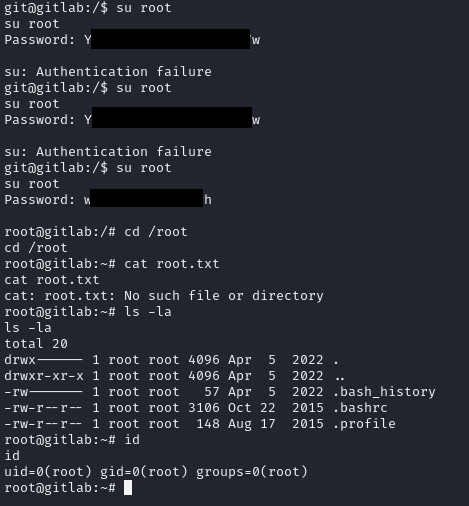 git@gitlab:/$ su root
su root
Password: Y w

su: Authentication failure
git@gitlab:/$ su root
su root
Password: Y w

su: Authentication failure
git@gitlab:/$ su root
su root
Password: w h

root@gitlab:/# cd /root
cd /root
root@gitlab:~# cat root.txt
cat root.txt
cat: root.txt: No such file or directory
root@gitlab:~# ls -la
ls -la
total 20
drwx------ 1 root root 4096 Apr  5  2022 .
drwxr-xr-x 1 root root 4096 Apr  5  2022 ..
-rw------- 1 root root   57 Apr  5  2022 .bash_history
-rw-r--r-- 1 root root 3106 Oct 22  2015 .bashrc
-rw-r--r-- 1 root root  148 Aug 17  2015 .profile
root@gitlab:~# id
id
uid=0(root) gid=0(root) groups=0(root)
root@gitlab:~#